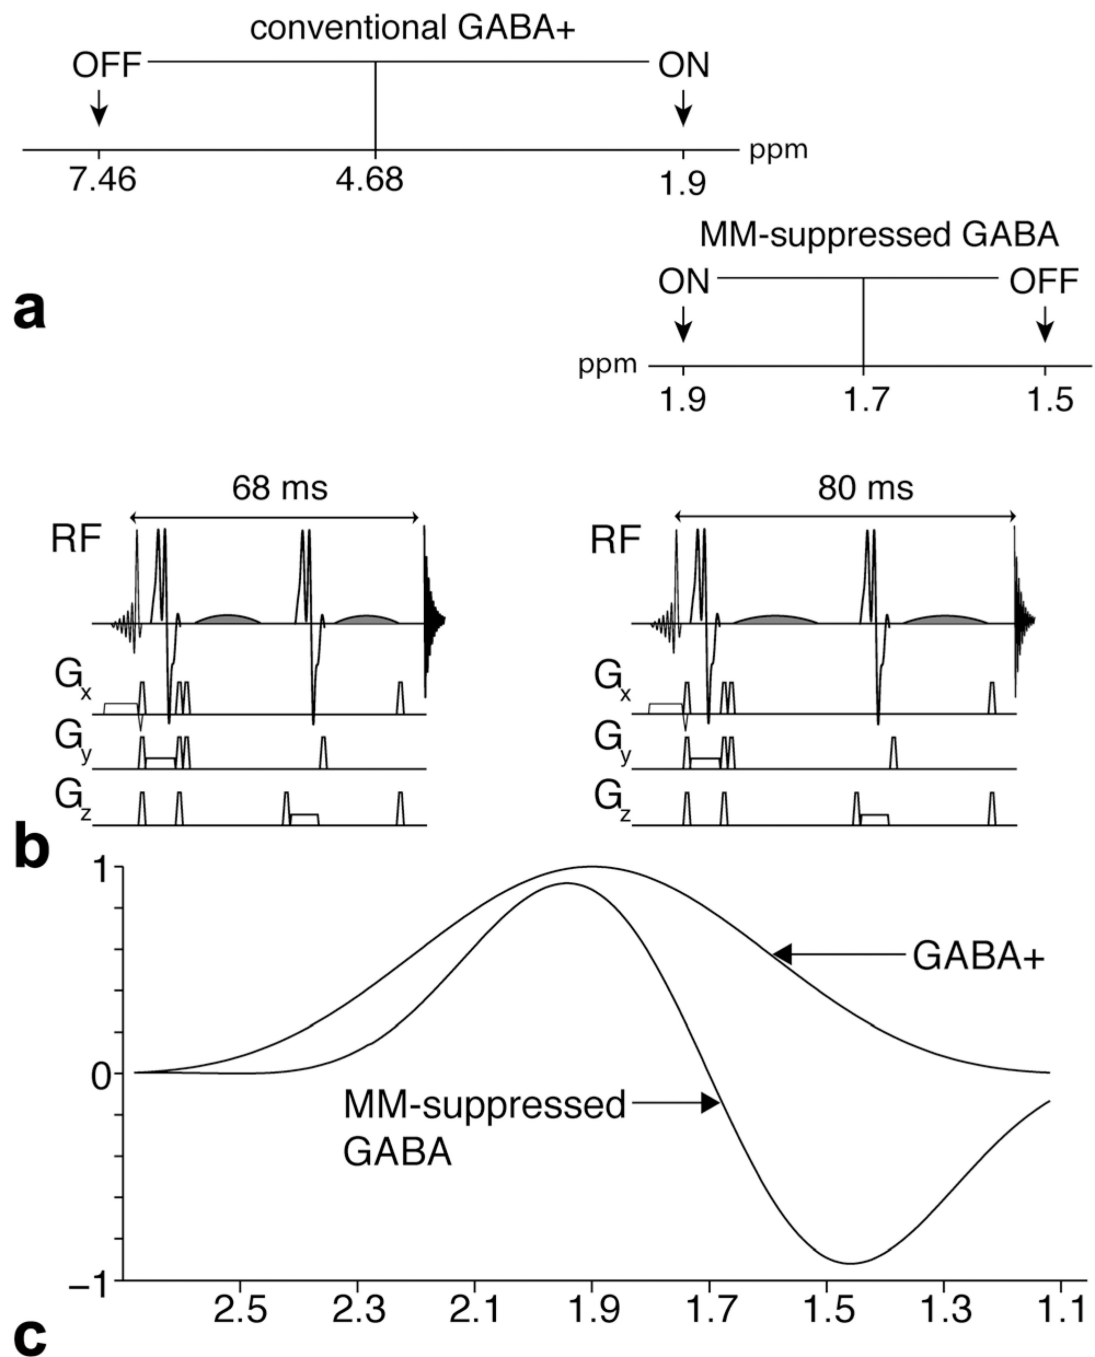 conventional GABA+
OFF ON
ppm
7.46 4.68 1.9
MM-suppressed GABA
ON OFF
a
ppm
1.9 1.7 1.5
68 ms 80 ms
RF RF
Gx Gx
Gy Gy
Gz Gz
b
1
GABA+
0
MM-suppressed
GABA
−1
2.5 2.3 2.1 1.9 1.7 1.5 1.3 1.1
c